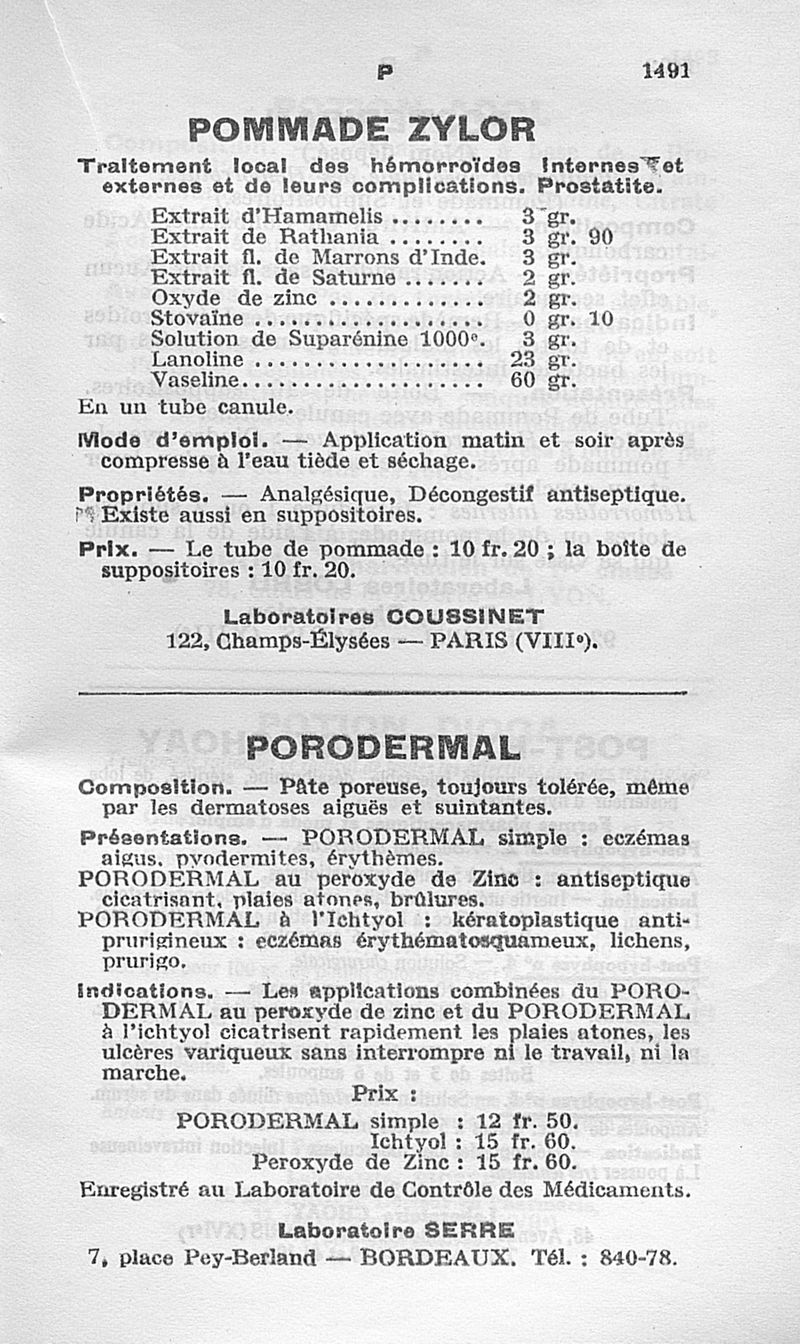 P 1491
POMMADE ZYLOR
Traitement local des hémorroïdes internes et
externes et de leurs complications. Prostatite.
Extrait d'Hamamelis ........ 3 gr.
Extrait de Rathania ......... 3 gr. 90
Extrait fl. de Marrons d'Inde. 3 gr.
Extrait fl. de Saturne ....... 2 gr.
Oxyde de zinc ............. 2 gr.
Stovaïne ................... 0 gr. 10
Solution de Suparénine 1000e. 3 gr.
Lanoline ................... 23 gr.
Vaseline.................... 60 gr.
En un tube canule.
Mode d'emploi. — Application matin et soir après
compresse à l'eau tiède et séchage.
Propriétés. — Analgésique, Décongestif antiseptique.
Existe aussi en suppositoires.
Prix. — Le tube de pommade : 10 fr. 20 ; la boîte de
suppositoires : 10 fr. 20.
Laboratoires COUSSINET
122, Champs-Élysées — PARIS (VIIIe).
PORODERMAL
Composition. — Pâte poreuse, toujours tolérée, même
par les dermatoses aiguës et suintantes.
Présentations. — PORODERMAL simple : eczémas
aigus, pyodermites, érythèmes.
PORODERMAL au peroxyde de Zinc : antiseptique
cicatrisant, plaies atones, brûlures.
PORODERMAL à l'Ichtyol : kératoplastique anti-
prurigineux : eczémas érythématosquameux, lichens,
prurigo.
Indications. — Les applications combinées du PORO-
DERMAL au peroxyde de zinc et du PORODERMAL
à l'ichtyol cicatrisent rapidement les plaies atones, les
ulcères variqueux sans interrompre ni le travail, ni la
marche.
Prix :
PORODERMAL simple : 12 fr. 50.
Ichtyol : 15 fr. 60.
Peroxyde de Zinc : 15 fr. 60.
Enregistré au Laboratoire de Contrôle des Médicaments.
Laboratoire SERRE
7, place Pey-Berland — BORDEAUX. Tél. : 840-78.